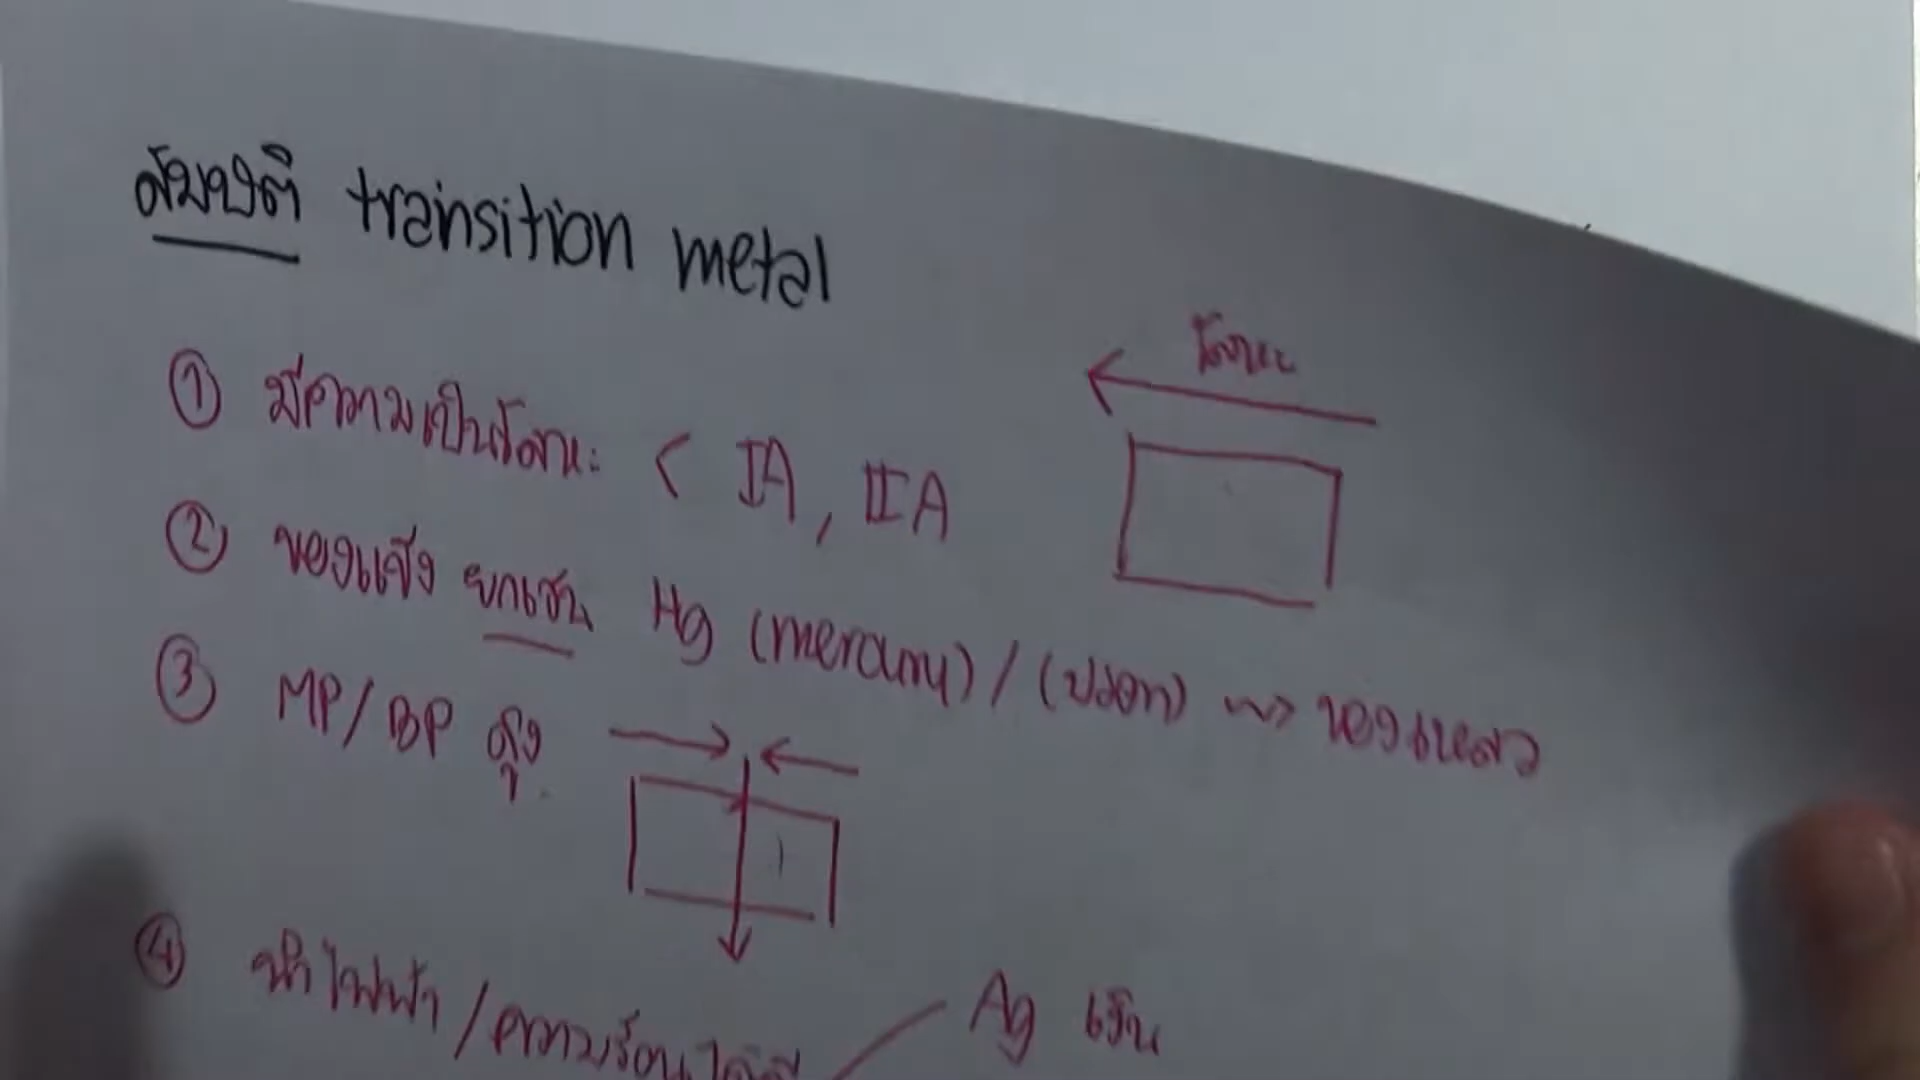 สมบัติ transition metal
โลหะ
① มีความเป็นโลหะ < IA, IIA
② ของแข็ง ยกเว้น Hg (mercury) / (ปรอท) ~> ของเหลว
③ MP/BP สูง
④ นำไฟฟ้า / ความร้อนได้ดี
Ag เงิน